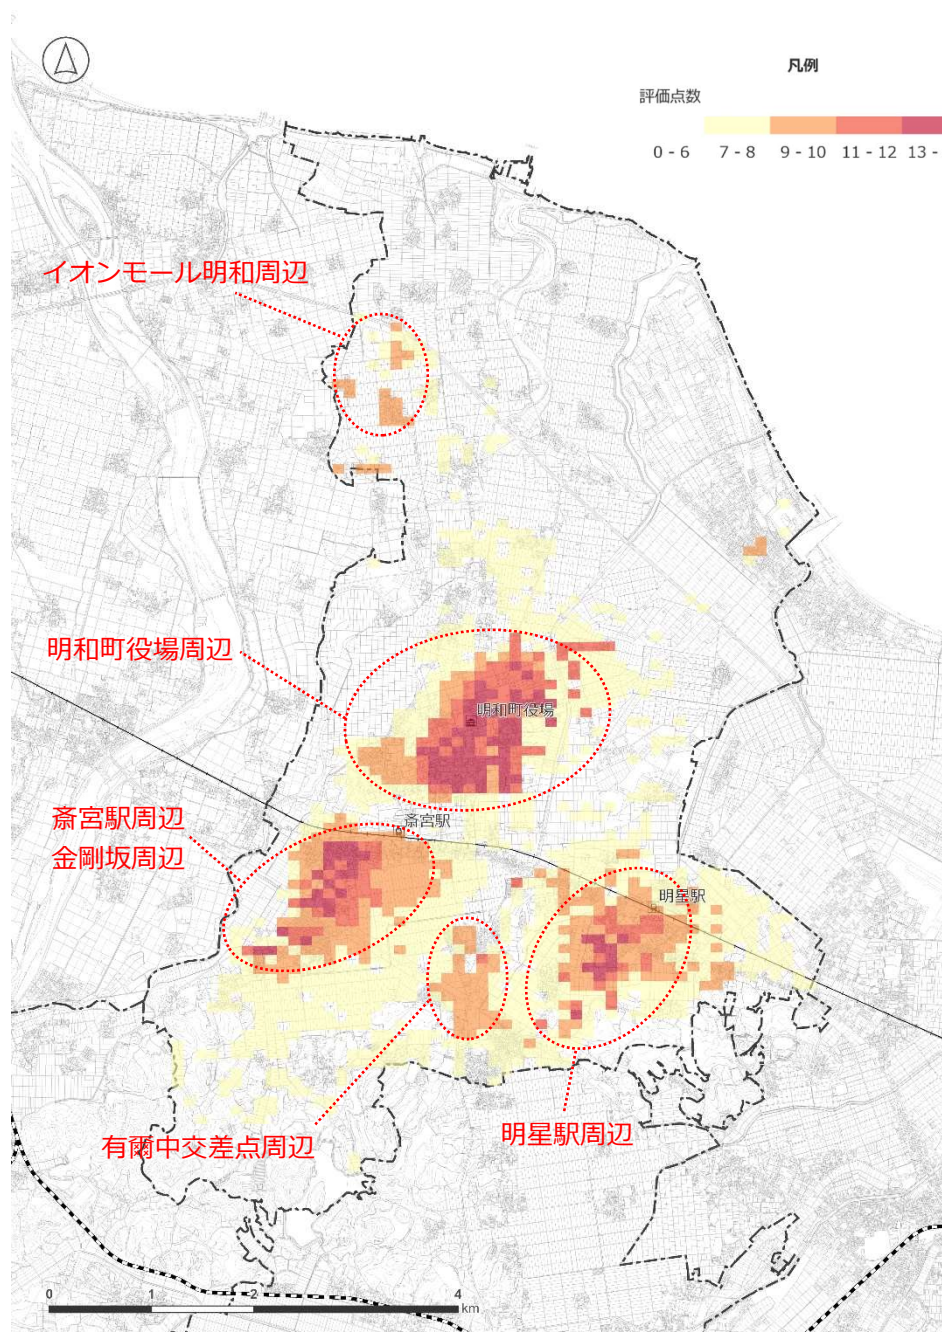 凡例
評価点数
0 - 6 7 - 8 9 - 10 11 - 12 13 -
イオンモール明和周辺
明和町役場周辺
明和町役場
斎宮駅周辺
金剛坂周辺
斎宮駅
明星駅
有爾中交差点周辺
明星駅周辺
0 1 2 4
km